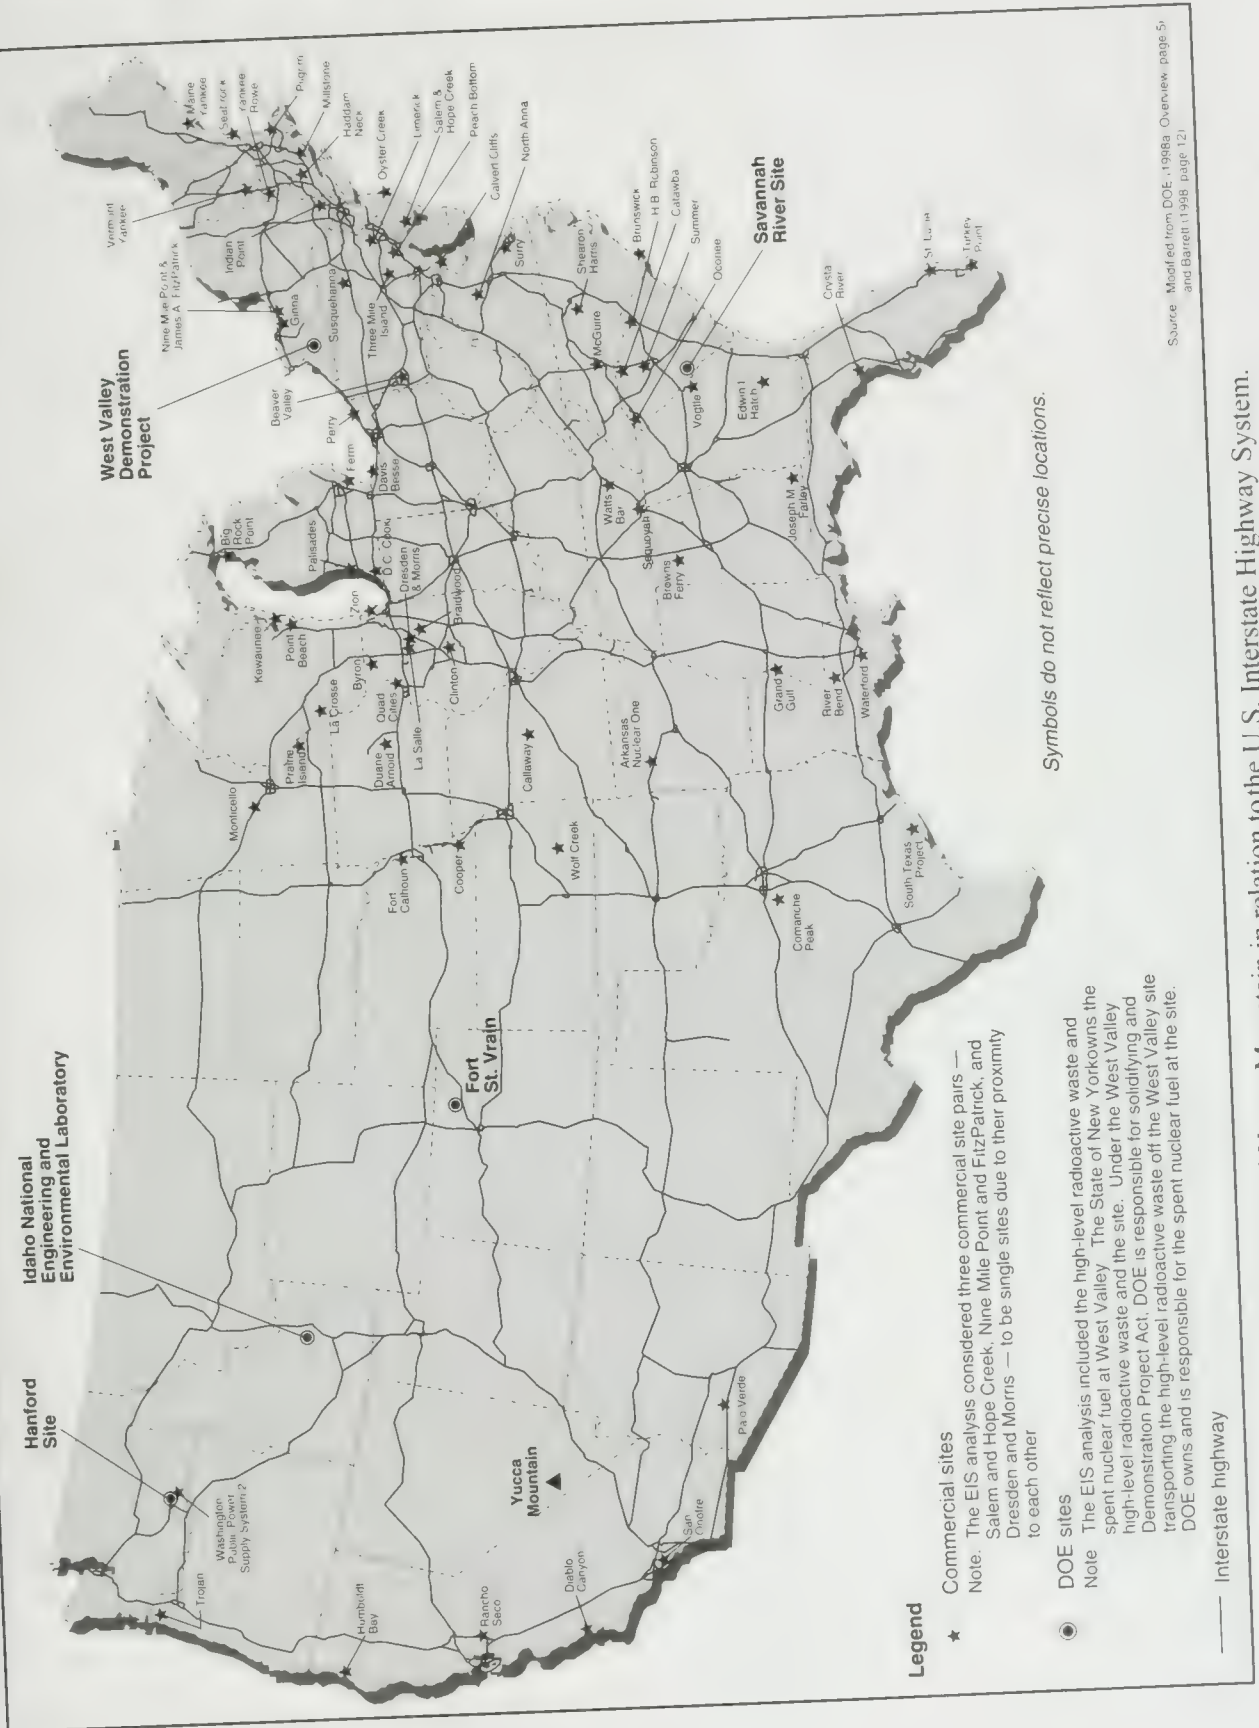 Hanford
Site
Idaho National
Engineering and
Environmental Laboratory
West Valley
Demonstration
Project
Fort
St. Vrain
Yucca
Mountain
Savannah
River Site
Trojan
Washington
Public Power
Supply System 2
Humboldt
Bay
Rancho
Seco
Diablo
Canyon
San
Onofre
Palo Verde
Monticello
Prairie
Island
La Crosse
Kewaunee
Point
Beach
Big
Rock
Point
Palisades
Zion
Byron
Quad
Cities
Duane
Arnold
La Salle
Clinton
Braidwood
Dresden
& Morris
D C Cook
Fermi
Davis
Besse
Perry
Beaver
Valley
Fort
Calhoun
Cooper
Callaway
Wolf Creek
Arkansas
Nuclear One
Comanche
Peak
South Texas
Project
Grand
Gulf
River
Bend
Waterford
Browns
Ferry
Sequoyah
Watts
Bar
Joseph M
Farley
Edwin I
Hatch
Vogtle
Crystal
River
Turkey
Point
Oconee
Summer
Catawba
H B Robinson
Brunswick
McGuire
Shearon
Harris
Surry
North Anna
Calvert Cliffs
Peach Bottom
Salem &
Hope Creek
Limerick
Oyster Creek
Three Mile
Island
Susquehanna
Ginna
Nine Mile Point &
James A FitzPatrick
Indian
Point
Vermont
Yankee
Maine
Yankee
Seabrook
Yankee-
Rowe
Pilgrim
Millstone
Haddam
Neck
Symbols do not reflect precise locations.
Legend
Commercial sites
Note. The EIS analysis considered three commercial site pairs —
Salem and Hope Creek, Nine Mile Point and FitzPatrick, and
Dresden and Morris — to be single sites due to their proximity
to each other
DOE sites
Note The EIS analysis included the high-level radioactive waste and
spent nuclear fuel at West Valley The State of New Yorkowns the
high-level radioactive waste and the site. Under the West Valley
Demonstration Project Act, DOE is responsible for solidifying and
transporting the high-level radioactive waste off the West Valley site
DOE owns and is responsible for the spent nuclear fuel at the site.
Interstate highway
Source Modified from DOE (1998a Overview page 5)
and Barrett (1998 page 12)
Mountain in relation tothe U.S. Interstate Highway System.